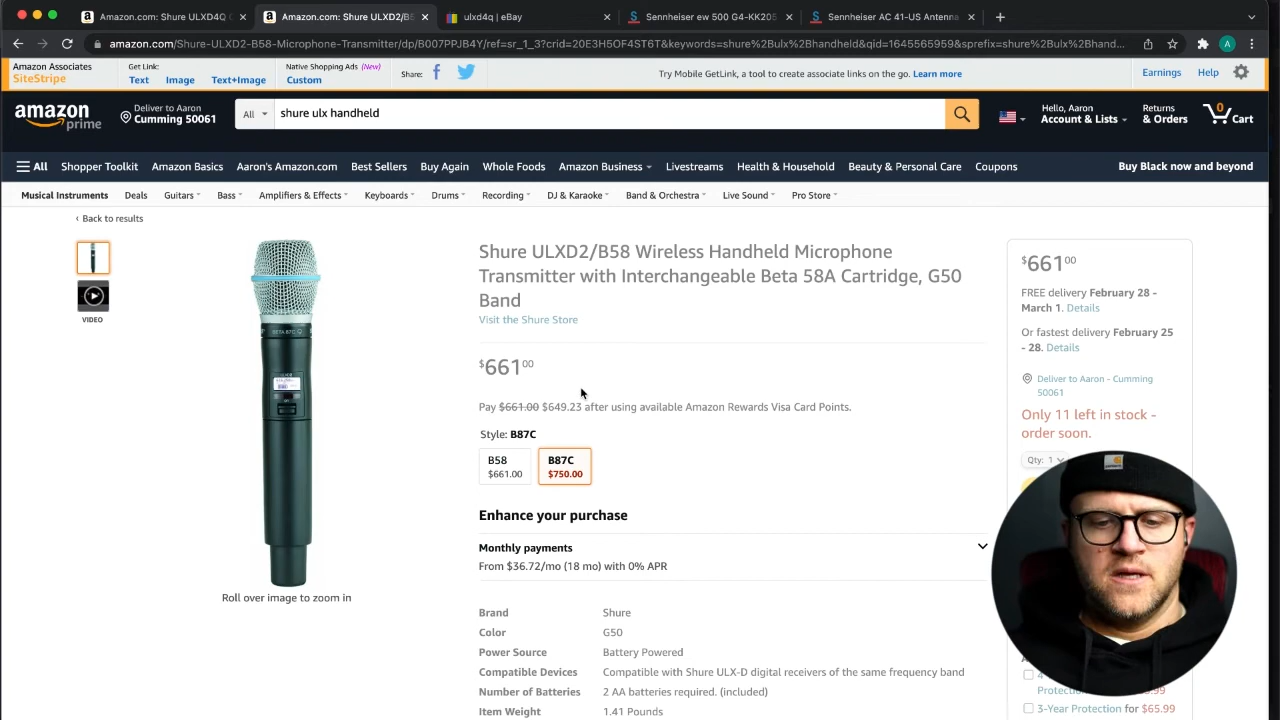 Amazon.com: Shure ULXD4Q C
Amazon.com: Shure ULXD2/B5
ulxd4q | eBay
Sennheiser ew 500 G4-KK205
Sennheiser AC 41-US Antenna
amazon.com/Shure-ULXD2-B58-Microphone-Transmitter/dp/B007PPJB4Y/ref=sr_1_3?crid=20E3H5OF4ST6T&keywords=shure%2Bulx%2Bhandheld&qid=1645565959&sprefix=shure%2Bulx%2Bhand...
A
Amazon Associates
SiteStripe
Get Link:
Text Image Text+Image
Native Shopping Ads (New)
Custom
Share:
Try Mobile GetLink, a tool to create associate links on the go. Learn more
Earnings Help
amazon
prime
Deliver to Aaron
Cumming 50061
All
shure ulx handheld
Hello, Aaron
Account & Lists
Returns
& Orders
0
Cart
All Shopper Toolkit Amazon Basics Aaron's Amazon.com Best Sellers Buy Again Whole Foods Amazon Business Livestreams Health & Household Beauty & Personal Care Coupons Buy Black now and beyond
Musical Instruments Deals Guitars Bass Amplifiers & Effects Keyboards Drums Recording DJ & Karaoke Band & Orchestra Live Sound Pro Store
‹ Back to results
VIDEO
BETA 87C
Roll over image to zoom in
Shure ULXD2/B58 Wireless Handheld Microphone
Transmitter with Interchangeable Beta 58A Cartridge, G50
Band
Visit the Shure Store
$661.00
Pay $661.00 $649.23 after using available Amazon Rewards Visa Card Points.
Style: B87C
B58
$661.00
B87C
$750.00
Enhance your purchase
Monthly payments
From $36.72/mo (18 mo) with 0% APR
Brand Shure
Color G50
Power Source Battery Powered
Compatible Devices Compatible with Shure ULX-D digital receivers of the same frequency band
Number of Batteries 2 AA batteries required. (included)
Item Weight 1.41 Pounds
$661.00
FREE delivery February 28 -
March 1. Details
Or fastest delivery February 25
- 28. Details
Deliver to Aaron - Cumming
50061
Only 11 left in stock -
order soon.
Qty: 1
3-Year Protection for $65.99